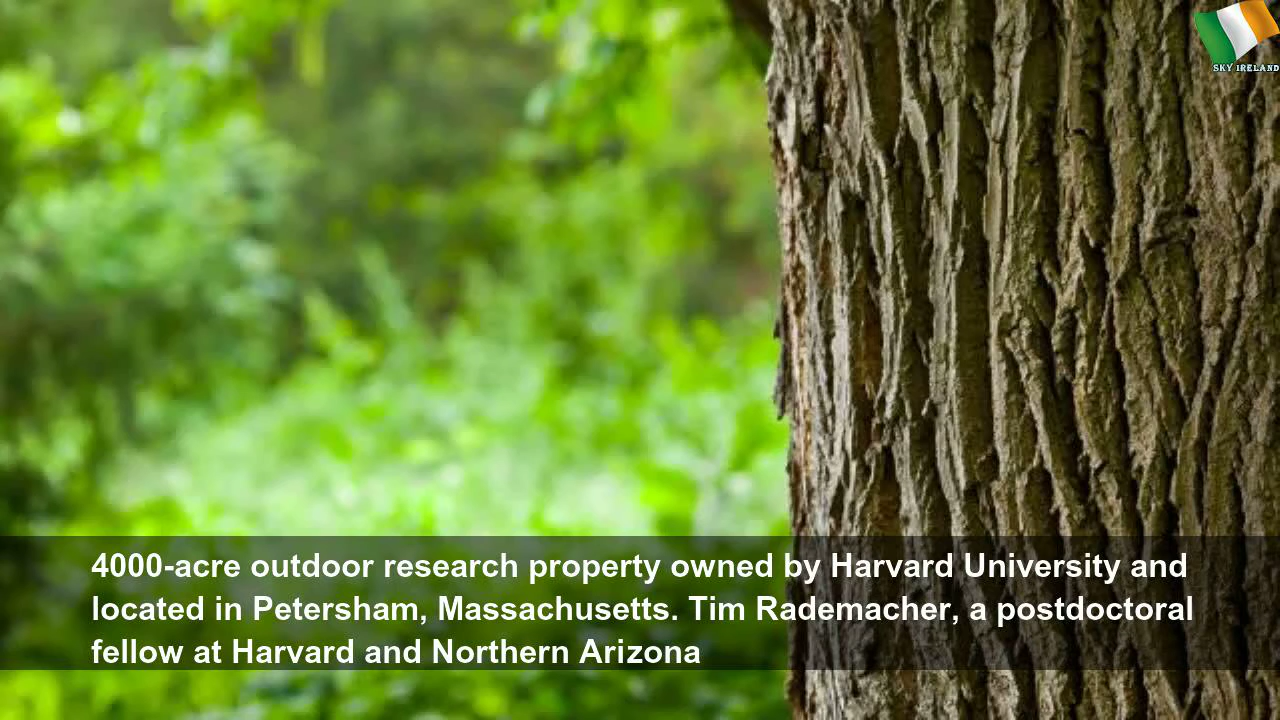 SKY IRELAND
4000-acre outdoor research property owned by Harvard University and
located in Petersham, Massachusetts. Tim Rademacher, a postdoctoral
fellow at Harvard and Northern Arizona